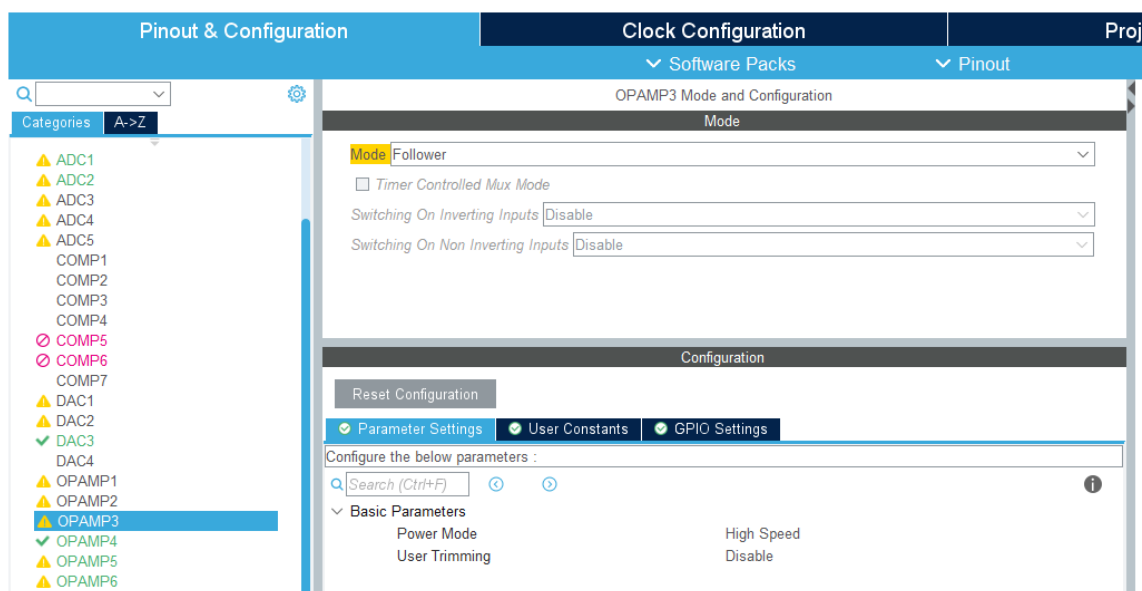 Pinout & Configuration
Clock Configuration
Proj
Software Packs
Pinout
Categories
A->Z
ADC1
ADC2
ADC3
ADC4
ADC5
COMP1
COMP2
COMP3
COMP4
COMP5
COMP6
COMP7
DAC1
DAC2
DAC3
DAC4
OPAMP1
OPAMP2
OPAMP3
OPAMP4
OPAMP5
OPAMP6
OPAMP3 Mode and Configuration
Mode
Mode Follower
Timer Controlled Mux Mode
Switching On Inverting Inputs Disable
Switching On Non Inverting Inputs Disable
Configuration
Reset Configuration
Parameter Settings
User Constants
GPIO Settings
Configure the below parameters :
Search (Ctrl+F)
Basic Parameters
Power Mode High Speed
User Trimming Disable